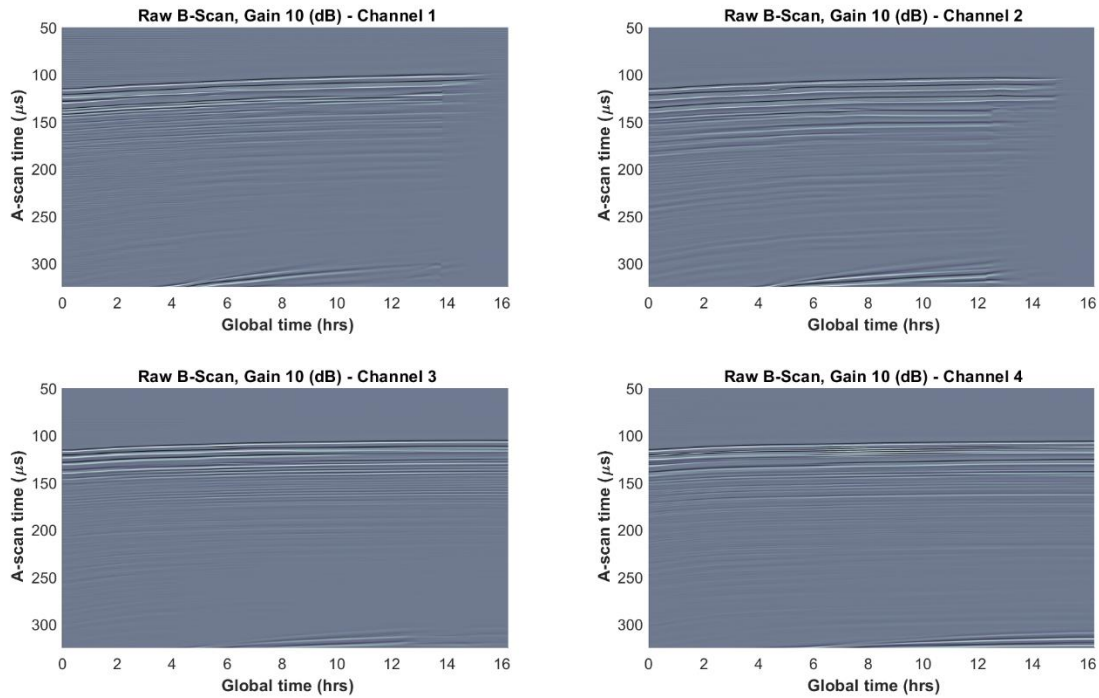 Raw B-Scan, Gain 10 (dB) - Channel 1
50
100
150
200
250
300
A-scan time (μs)
0 2 4 6 8 10 12 14 16
Global time (hrs)
Raw B-Scan, Gain 10 (dB) - Channel 2
50
100
150
200
250
300
A-scan time (μs)
0 2 4 6 8 10 12 14 16
Global time (hrs)
Raw B-Scan, Gain 10 (dB) - Channel 3
50
100
150
200
250
300
A-scan time (μs)
0 2 4 6 8 10 12 14 16
Global time (hrs)
Raw B-Scan, Gain 10 (dB) - Channel 4
50
100
150
200
250
300
A-scan time (μs)
0 2 4 6 8 10 12 14 16
Global time (hrs)